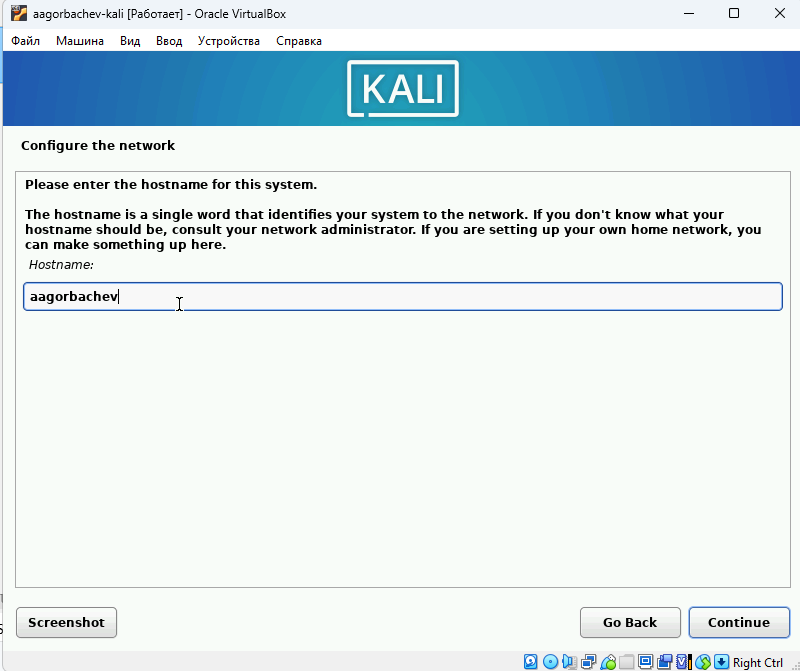 aagorbachev-kali [Работает] - Oracle VirtualBox
Файл Машина Вид Ввод Устройства Справка
KALI
Configure the network
Please enter the hostname for this system.
The hostname is a single word that identifies your system to the network. If you don't know what your
hostname should be, consult your network administrator. If you are setting up your own home network, you
can make something up here.
Hostname:
aagorbachev
Screenshot Go Back Continue
Right Ctrl